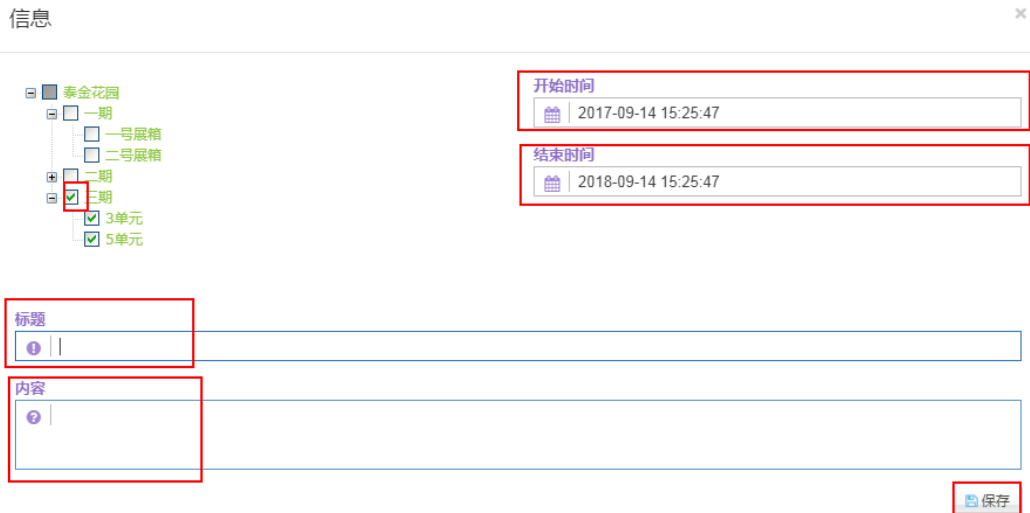 信息
泰金花园
一期
一号展箱
二号展箱
二期
三期
3单元
5单元
开始时间
2017-09-14 15:25:47
结束时间
2018-09-14 15:25:47
标题
内容
保存